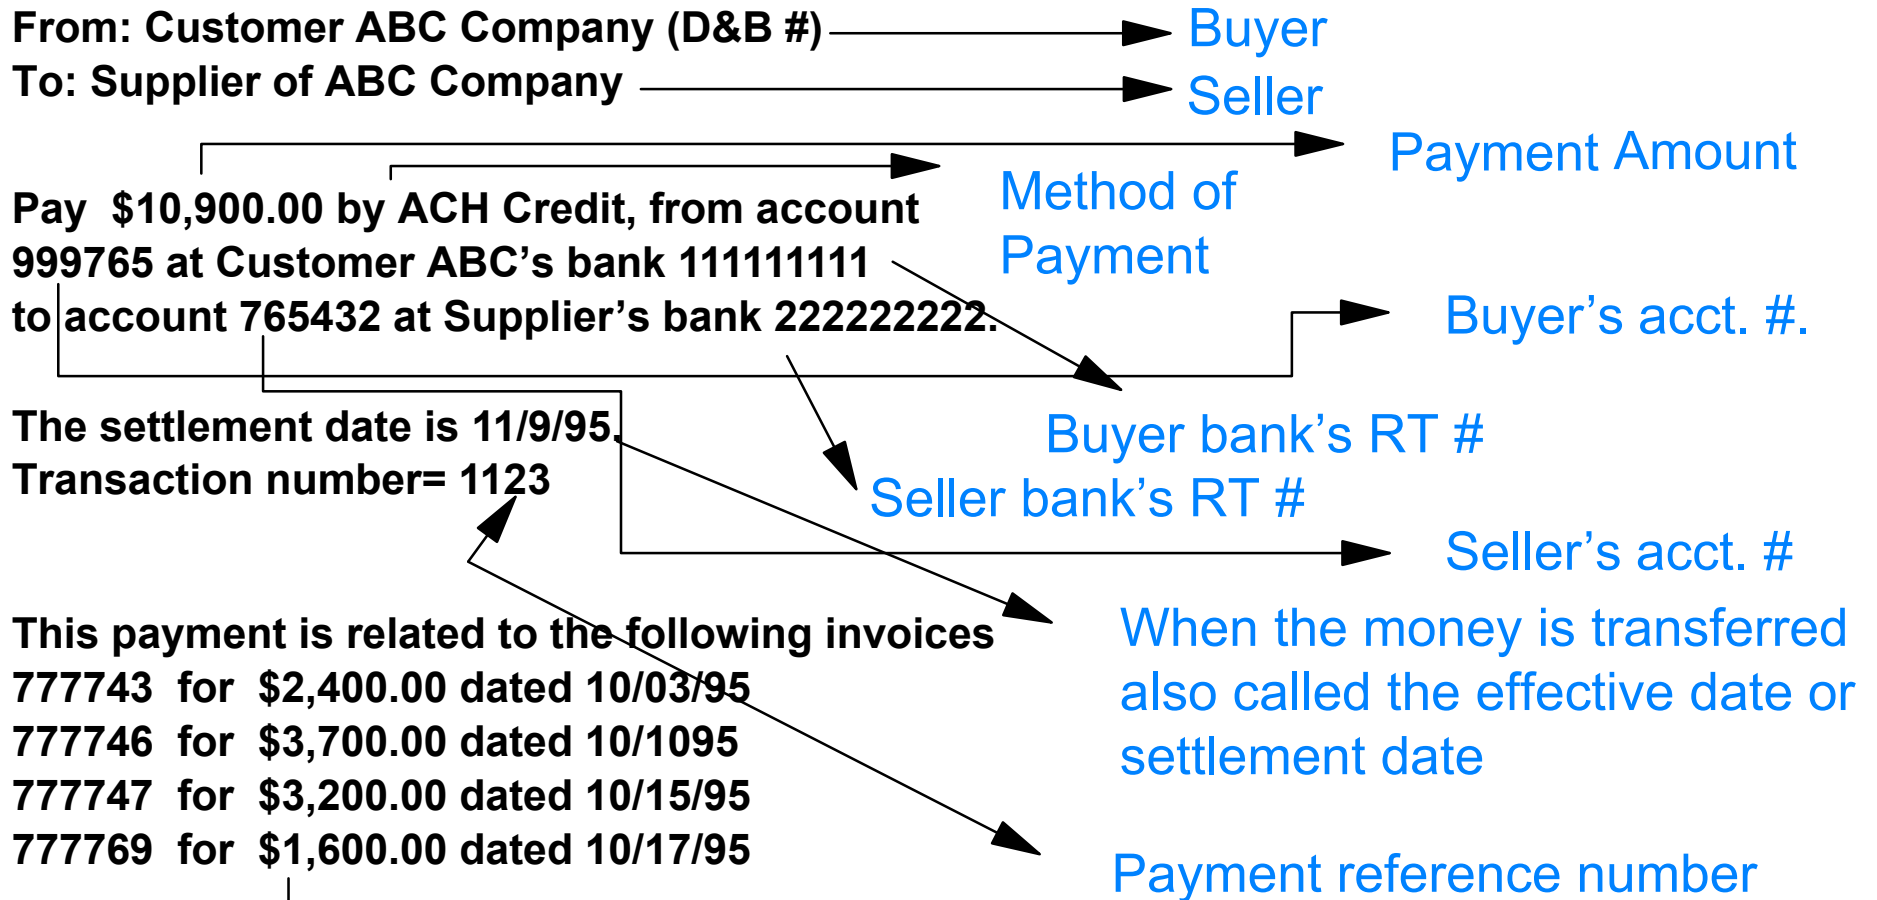 From: Customer ABC Company (D&B #)
Buyer
To: Supplier of ABC Company
Seller
Payment Amount
Method of
Payment
Pay $10,900.00 by ACH Credit, from account
999765 at Customer ABC’s bank 111111111
to account 765432 at Supplier’s bank 222222222.
Buyer’s acct. #.
Buyer bank’s RT #
The settlement date is 11/9/95.
Transaction number= 1123
Seller bank’s RT #
Seller’s acct. #
When the money is transferred
also called the effective date or
settlement date
This payment is related to the following invoices
777743 for $2,400.00 dated 10/03/95
777746 for $3,700.00 dated 10/1095
777747 for $3,200.00 dated 10/15/95
777769 for $1,600.00 dated 10/17/95
Payment reference number